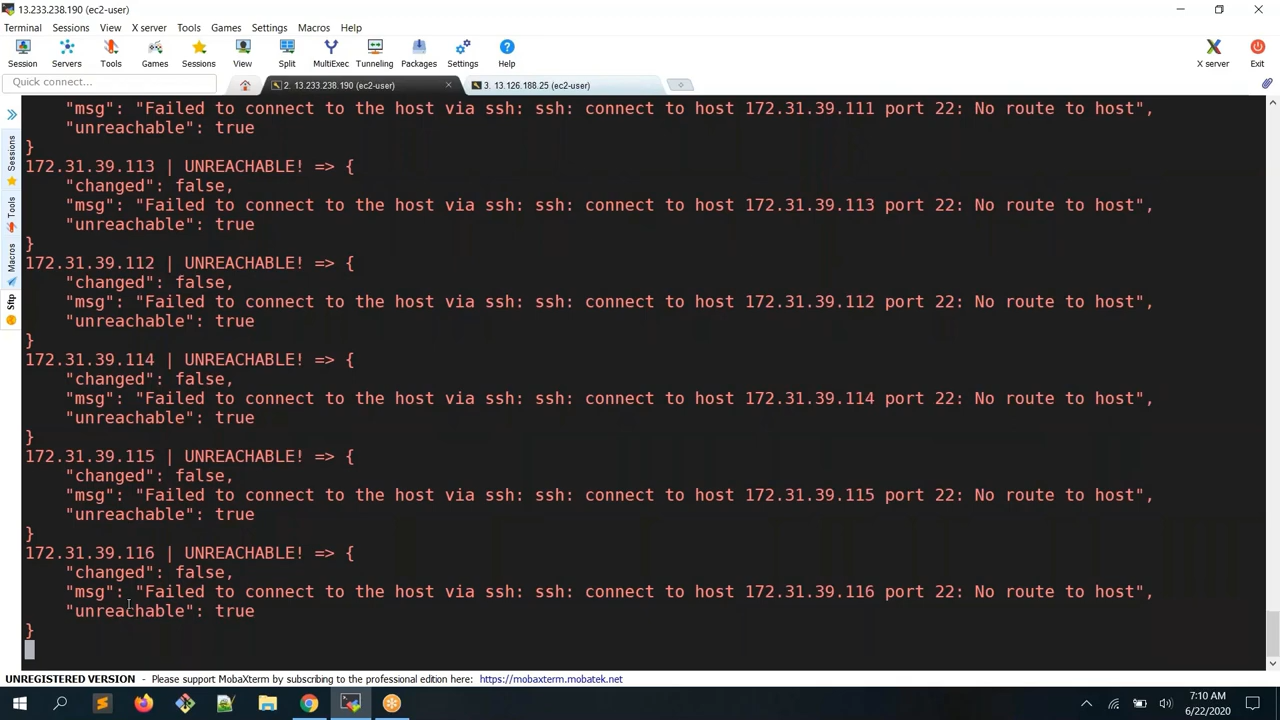 13.233.238.190 (ec2-user)
Terminal Sessions View X server Tools Games Settings Macros Help
Session Servers Tools Games Sessions View Split MultiExec Tunneling Packages Settings Help X server Exit
Quick connect...
2. 13.233.238.190 (ec2-user)
3. 13.126.188.25 (ec2-user)
Sessions
Tools
Macros
Sftp
"msg": "Failed to connect to the host via ssh: ssh: connect to host 172.31.39.111 port 22: No route to host",
"unreachable": true
}
172.31.39.113 | UNREACHABLE! => {
"changed": false,
"msg": "Failed to connect to the host via ssh: ssh: connect to host 172.31.39.113 port 22: No route to host",
"unreachable": true
}
172.31.39.112 | UNREACHABLE! => {
"changed": false,
"msg": "Failed to connect to the host via ssh: ssh: connect to host 172.31.39.112 port 22: No route to host",
"unreachable": true
}
172.31.39.114 | UNREACHABLE! => {
"changed": false,
"msg": "Failed to connect to the host via ssh: ssh: connect to host 172.31.39.114 port 22: No route to host",
"unreachable": true
}
172.31.39.115 | UNREACHABLE! => {
"changed": false,
"msg": "Failed to connect to the host via ssh: ssh: connect to host 172.31.39.115 port 22: No route to host",
"unreachable": true
}
172.31.39.116 | UNREACHABLE! => {
"changed": false,
"msg": "Failed to connect to the host via ssh: ssh: connect to host 172.31.39.116 port 22: No route to host",
"unreachable": true
}
UNREGISTERED VERSION - Please support MobaXterm by subscribing to the professional edition here: https://mobaxterm.mobatek.net
7:10 AM
6/22/2020